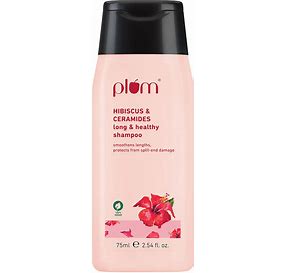 plum
HIBISCUS &
CERAMIDES
long & healthy
shampoo
smoothens lengths,
protects from split-end damage
75ml ℮ 2.54 fl. oz.